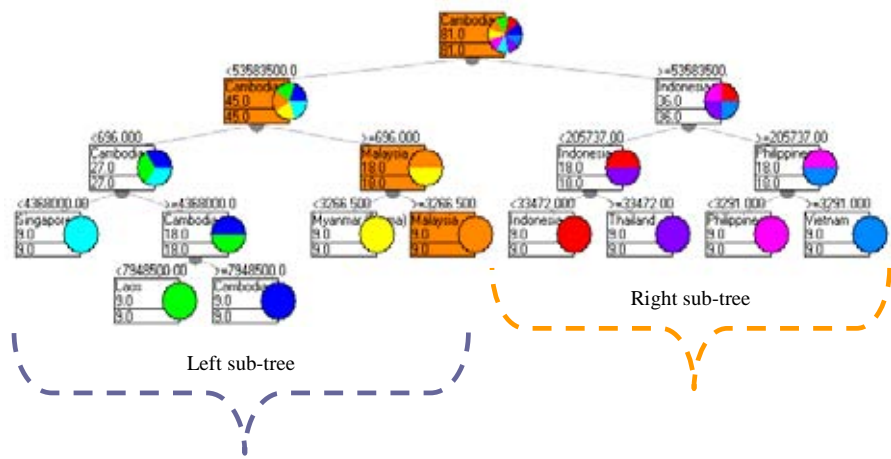 Cambodia
81.0
81.0
<53583500.0
>=53583500.
Cambodia
45.0
45.0
Indonesia
36.0
36.0
<696.000
>=696.000
<205737.00
>=205737.00
Cambodia
27.0
27.0
Malaysia
18.0
18.0
Indonesia
18.0
18.0
Philippine
18.0
18.0
<4368000.00
>=4368000.0
<3266.500
>=3266.500
<33472.000
>=33472.00
<3291.000
>=3291.000
Singapore
9.0
9.0
Cambodia
18.0
18.0
Myanmar
9.0
9.0
Malaysia
9.0
9.0
Indonesia
9.0
9.0
Thailand
9.0
9.0
Philippine
9.0
9.0
Vietnam
9.0
9.0
<7948500.00
>=7948500.0
Laos
9.0
9.0
Cambodia
9.0
9.0
Right sub-tree
Left sub-tree